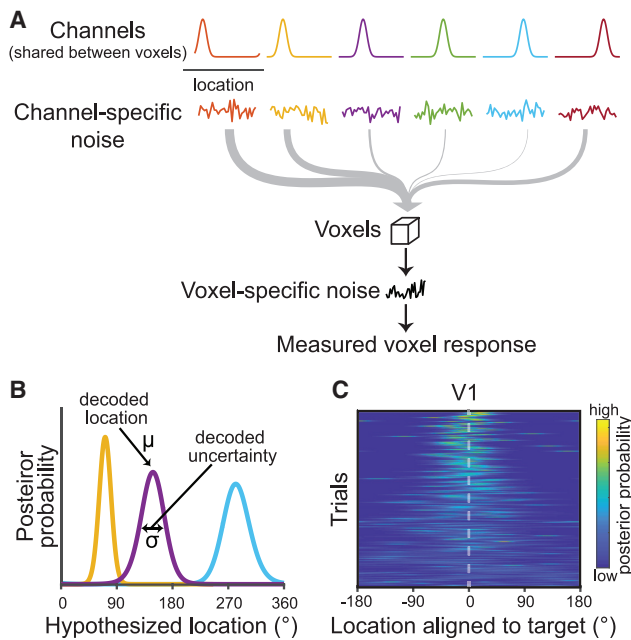 A
Channels
(shared between voxels)
location
Channel-specific
noise
Voxels
Voxel-specific noise
Measured voxel response
B
decoded
location
μ
decoded
uncertainty
σ
Posteiror
probability
0 90 180 270 360
Hypothesized location (°)
C
V1
Trials
-180 -90 0 90 180
Location aligned to target (°)
high
posterior probability
low